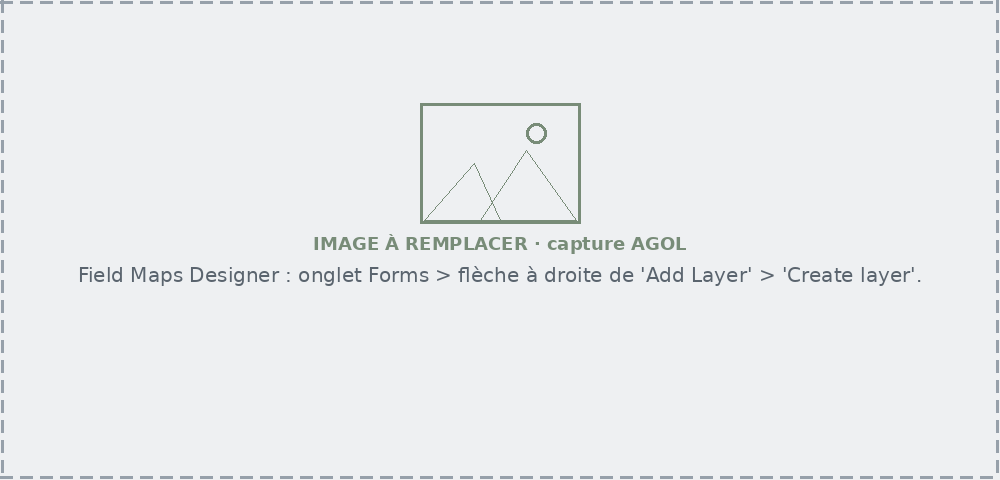 IMAGE À REMPLACER · capture AGOL
Field Maps Designer : onglet Forms > flèche à droite de 'Add Layer' > 'Create layer'.